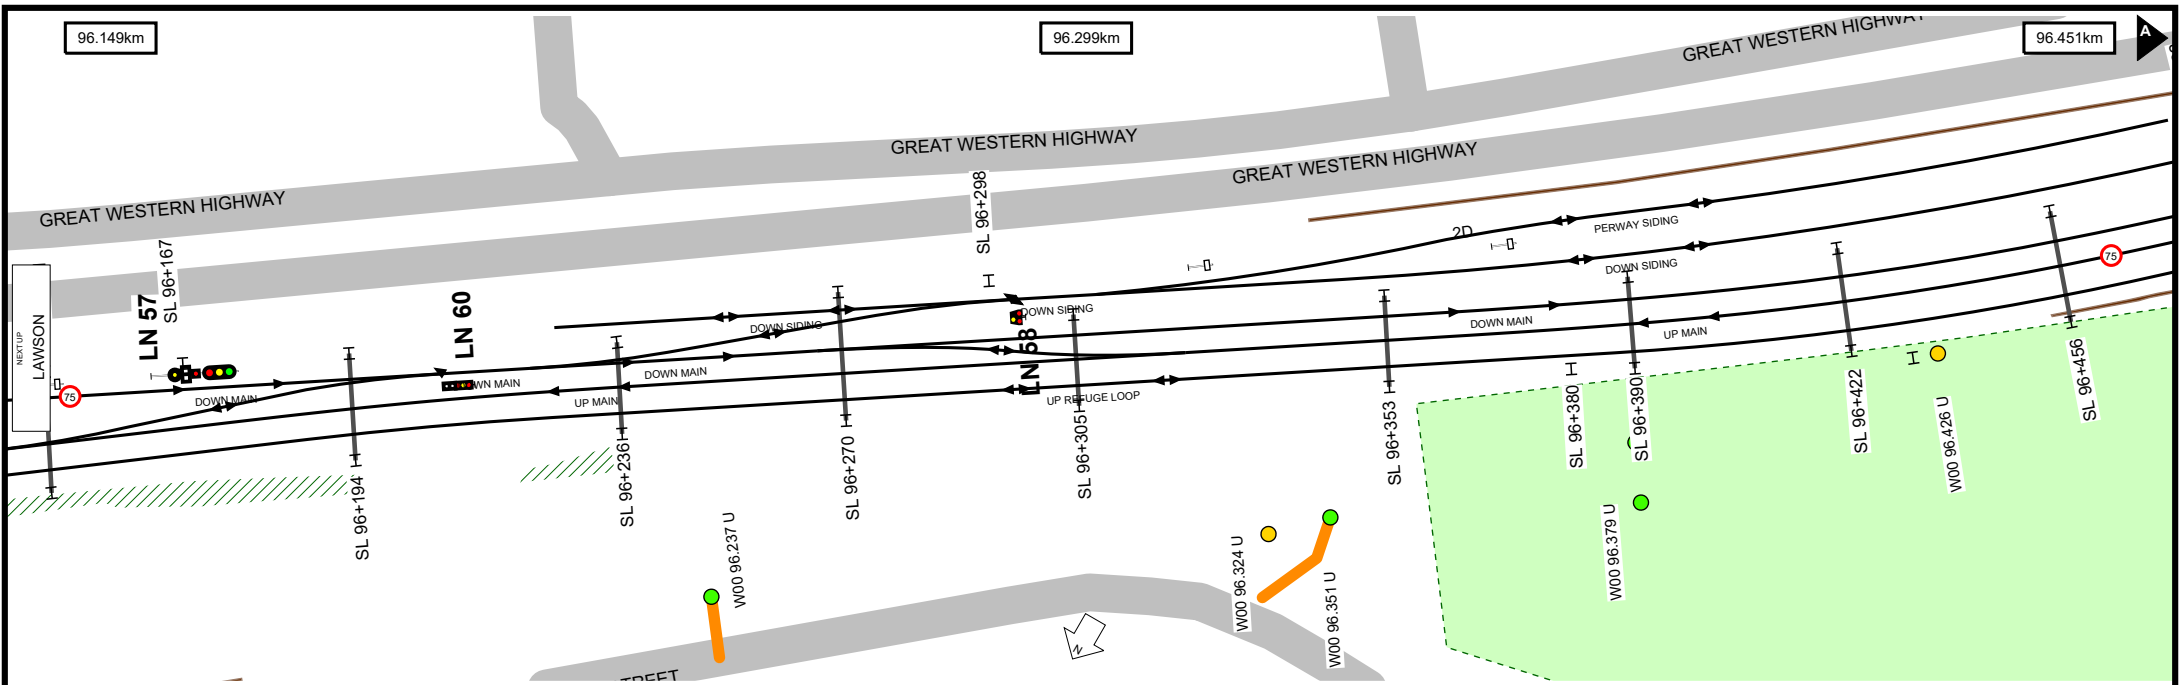 96.149km
96.299km
96.451km
A
GREAT WESTERN HIGHWAY
GREAT WESTERN HIGHWAY
GREAT WESTERN HIGHWAY
GREAT WESTERN HIGHWAY
NEXT UP
LAWSON
LN 57
SL 96+167
LN 60
SL 96+298
LN 58
2D
PERWAY SIDING
DOWN SIDING
DOWN SIDING
DOWN SIDING
DOWN MAIN
UP MAIN
75
75
DOWN MAIN
DOWN MAIN
DOWN MAIN
UP MAIN
UP REFUGE LOOP
SL 96+194
SL 96+236
SL 96+270
SL 96+305
SL 96+353
SL 96+380
SL 96+390
SL 96+422
SL 96+456
W00 96.237 U
W00 96.324 U
W00 96.351 U
W00 96.379 U
W00 96.426 U
N
TREET